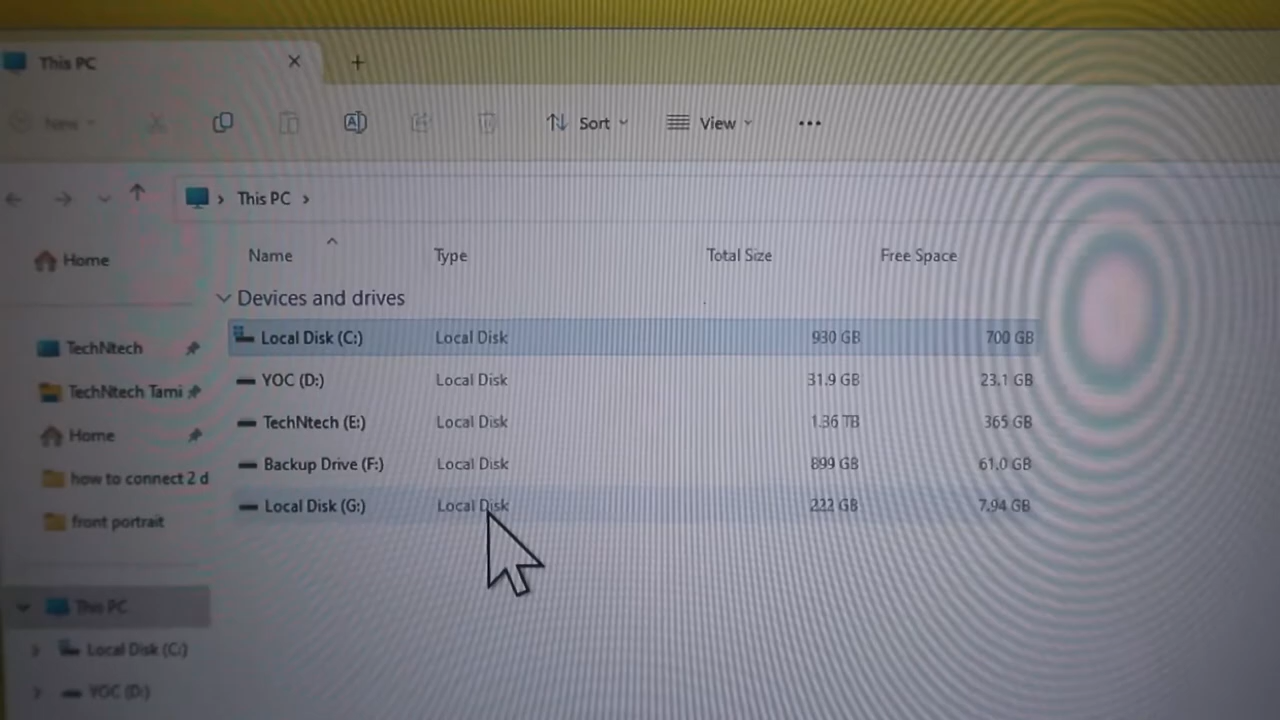 This PC
New
Sort
View
This PC
Home
Name Type Total Size Free Space
Devices and drives
Local Disk (C:) Local Disk 930 GB 700 GB
TechNtech
YOC (D:) Local Disk 31.9 GB 23.1 GB
TechNtech Tami
TechNtech (E:) Local Disk 1.36 TB 365 GB
Home
Backup Drive (F:) Local Disk 899 GB 61.0 GB
how to connect 2 d
Local Disk (G:) Local Disk 222 GB 7.94 GB
front portrait
This PC
Local Disk (C:)
YOC (D:)